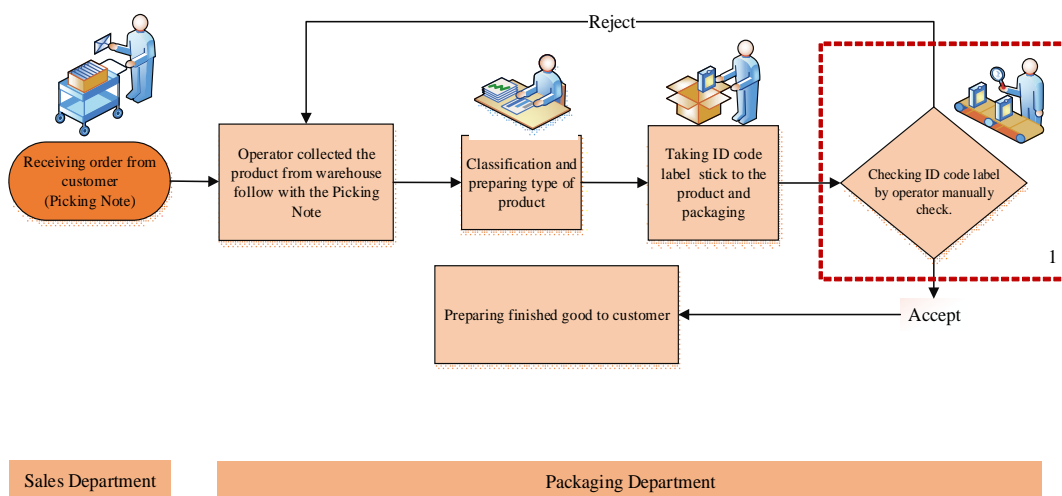 Reject
1
Receiving order from
customer
(Picking Note)
Operator collected the
product from warehouse
follow with the Picking
Note
Classification and
preparing type of
product
Taking ID code
label stick to the
product and
packaging
Checking ID code label
by operator manually
check.
1
Accept
Preparing finished good to customer
Sales Department
Packaging Department